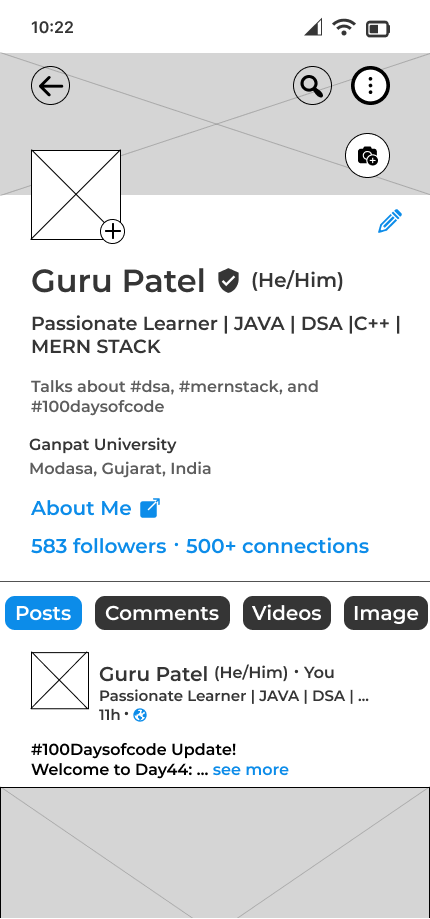 10:22
Guru Patel (He/Him)
Passionate Learner | JAVA | DSA |C++ |
MERN STACK
Talks about #dsa, #mernstack, and
#100daysofcode
Ganpat University
Modasa, Gujarat, India
About Me
583 followers · 500+ connections
Posts Comments Videos Image
Guru Patel (He/Him) · You
Passionate Learner | JAVA | DSA | ...
11h ·
#100Daysofcode Update!
Welcome to Day44: ... see more